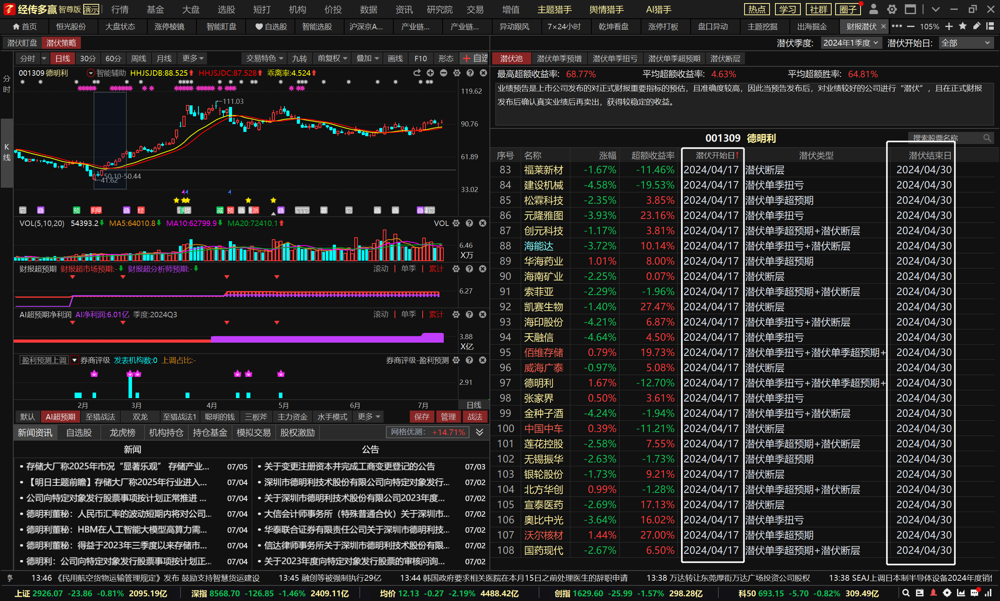 经传多赢 智尊版 演示 行情 基金 大盘 选股 短打 机构 价投 数据 资讯 研究院 交易 增值 主题猎手 舆情猎手 AI猎手 热点 学习 社群 圈子
首页 恒光股份 大盘状态 涨停棱镜 智能盯盘 自选股 智能选股 沪深京A... 产业链... 产业链... 异动跟风 7×24小时 乾坤看盘 涨停打板 盘口异动 主题挖掘 出海掘金 财报潜伏 105%
潜伏盯盘 潜伏策略
潜伏季度: 2024年1季度 潜伏开始日: 全部
分时 日线 30分 60分 周线 月线 更多 交易特色 九转 前复权 叠加 画线 F10 形态 自选
潜伏池 潜伏单季预增 潜伏单季扭亏 潜伏单季超预期 潜伏断层
分时
K线
001309 德明利 智能辅助 HHJSJDB:88.525 HHJSJDC:87.528 乖离率:4.524
119.62
111.03
90.76
61.89
50.10-50.44
41.62
33.02
VOL(5,10,20) 54393.2 MA5:64010.8 MA10:62799.9 MA20:72410.1 VOL
6.46
X万
财报超预期 财报超市场预期:- 财报超分析师预期:- 滚动 单季 累计
6.27
AI超预期净利润 AI净利润:6.01亿 季度:2024Q3 滚动 单季 累计
3.88
X亿
盈利预测上调 券商评级 发表机构数:0 上调占比:- 券商评级-盈利预测
2.91
2月 3月 4月 5月 6月 7月 日线
默认 AI超预期 至猎战法 双龙 至猎战法1 聪明的钱 三板斧 主力资金 水手模式 更多 保存 管理 战法
新闻资讯 自选股 龙虎榜 机构持仓 持仓基金 模拟交易 股权激励 网格优测: +14.71%
新闻 公告
• 存储大厂称2025年市况“显著乐观” 存储产业... 07/05
• 【明日主题前瞻】存储大厂称2025年行业进入... 07/04
• 公司向特定对象发行股票事项按计划正常推进 ... 07/04
• 德明利董秘：人民币汇率的波动短期内将对公司... 07/04
• 德明利董秘：HBM在人工智能大模型高算力需... 07/04
• 德明利董秘：得益于2023年三季度以来存储市... 07/04
• 德明利：公司向特定对象发行股票事项按计划正... 07/04
• 关于变更注册资本并完成工商变更登记的公告 07/03
• 深圳市德明利技术股份有限公司向特定对象发行... 07/02
• 关于深圳市德明利技术股份有限公司2023年度... 07/02
• 大信会计师事务所（特殊普通合伙）关于深圳市... 07/02
• 华泰联合证券有限责任公司关于深圳市德明利技... 07/02
• 信达律师事务所关于深圳市德明利技术股份有限... 07/02
• 关于2023年度向特定对象发行股票的审核问询... 07/02
最高超额收益率: 68.77% 平均超额收益率: 4.63% 平均超额胜率: 64.81%
业绩预告是上市公司发布的对正式财报重要指标的预估，且准确度较高，因此当预告发布后，对业绩较好的公司进行“潜伏”，且在正式财报
发布后确认真实业绩后再卖出，获得较稳定的收益。
001309 德明利 搜索股票名称
序号 名称 涨幅 超额收益率 潜伏开始日↑ 潜伏类型 潜伏结束日
83 福莱新材 -1.67% -11.46% 2024/04/17 潜伏断层 2024/04/30
84 建设机械 -4.58% -19.53% 2024/04/17 潜伏单季扭亏 2024/04/30
85 松霖科技 -2.35% 3.85% 2024/04/17 潜伏单季超预期 2024/04/30
86 元隆雅图 -3.93% 23.16% 2024/04/17 潜伏单季扭亏 2024/04/30
87 创元科技 -1.17% 3.81% 2024/04/17 潜伏单季超预期+潜伏断层 2024/04/30
88 海能达 -3.72% 10.14% 2024/04/17 潜伏单季扭亏+潜伏断层 2024/04/30
89 华海药业 1.01% 8.00% 2024/04/17 潜伏单季超预期 2024/04/30
90 海南矿业 -2.25% 0.07% 2024/04/17 潜伏断层 2024/04/30
91 索菲亚 -2.29% -1.96% 2024/04/17 潜伏单季超预期+潜伏断层 2024/04/30
92 凯赛生物 -1.40% 27.47% 2024/04/17 潜伏断层 2024/04/30
93 海印股份 -4.21% 6.87% 2024/04/17 潜伏单季扭亏+潜伏断层 2024/04/30
94 天融信 -4.64% 4.50% 2024/04/17 潜伏单季扭亏 2024/04/30
95 佰维存储 0.79% 19.73% 2024/04/17 潜伏单季扭亏+潜伏单季超预期+ 2024/04/30
96 威海广泰 -0.97% 5.08% 2024/04/17 潜伏断层 2024/04/30
97 德明利 1.67% -12.70% 2024/04/17 潜伏单季扭亏+潜伏单季超预期+ 2024/04/30
98 张家界 0.50% 3.61% 2024/04/17 潜伏单季扭亏 2024/04/30
99 金种子酒 -4.24% -1.94% 2024/04/17 潜伏单季扭亏+潜伏断层 2024/04/30
100 中国中车 0.39% -11.21% 2024/04/17 潜伏断层 2024/04/30
101 莲花控股 -2.58% 7.55% 2024/04/17 潜伏单季超预期+潜伏断层 2024/04/30
102 无锡振华 -2.63% -1.73% 2024/04/17 潜伏单季超预期 2024/04/30
103 银轮股份 -1.73% 9.21% 2024/04/17 潜伏断层 2024/04/30
104 北方华创 0.99% -1.28% 2024/04/17 潜伏单季超预期+潜伏断层 2024/04/30
105 宣泰医药 -2.69% 17.13% 2024/04/17 潜伏断层 2024/04/30
106 奥比中光 -3.64% 16.02% 2024/04/17 潜伏单季扭亏 2024/04/30
107 沃尔核材 1.44% 27.00% 2024/04/17 潜伏单季超预期 2024/04/30
108 国药现代 -2.67% 6.50% 2024/04/17 潜伏单季超预期+潜伏断层 2024/04/30
13:46 《民用航空货物运输管理规定》发布 鼓励支持智慧货运建设 13:45 融创等被强制执行29亿 13:44 韩国政府要求相关医院在本月15日之前处理医生的辞职申请 13:38 万达转让东莞厚街万达广场投资公司股权 13:38 SEAJ上调日本制半导体设备2024年度销
上证 2926.07 -23.86 -0.81% 2095.19亿 深指 8568.70 -126.85 -1.46% 2409.11亿 均价 12.13 -0.27 -2.19% 4488.42亿 创指 1629.60 -25.99 -1.57% 298.28亿 科50 693.15 -5.70 -0.82% 309.49亿